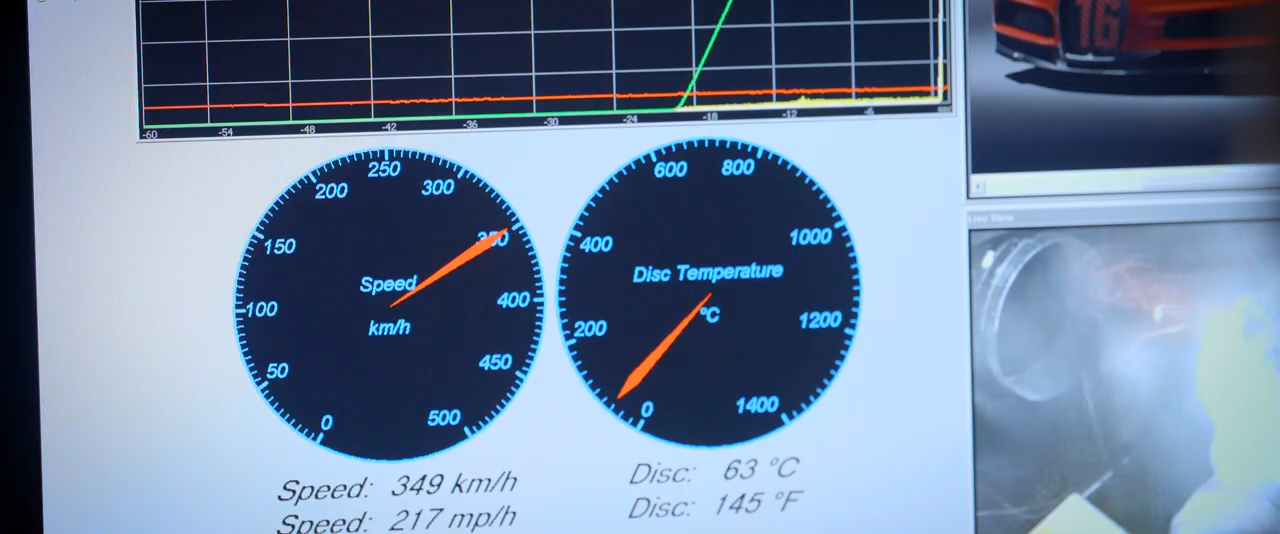 16
-60 -54 -48 -42 -36 -30 -24 -18 -12 -6
Live View
0 50 100 150 200 250 300 350 400 450 500
Speed
km/h
0 200 400 600 800 1000 1200 1400
Disc Temperature
°C
Speed: 349 km/h
Speed: 217 mp/h
Disc: 63 °C
Disc: 145 °F